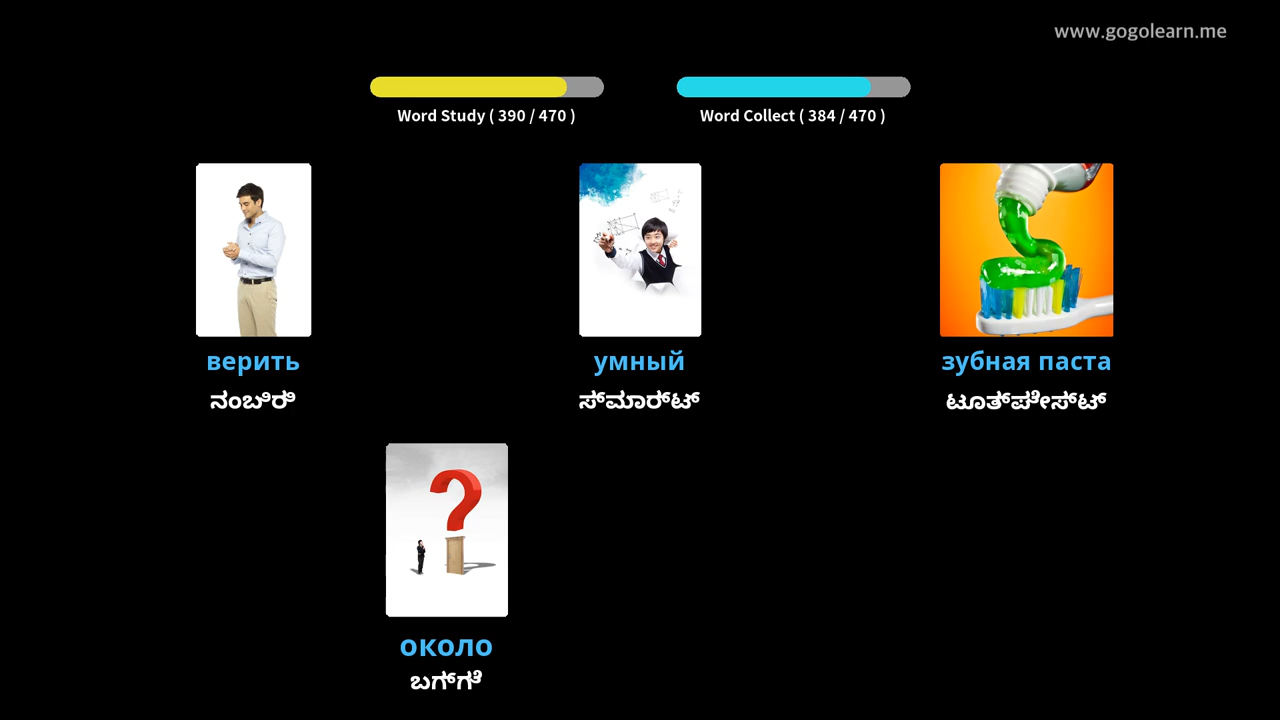 www.gogolearn.me
Word Study ( 390 / 470 )
Word Collect ( 384 / 470 )
верить
ನಂಬಿರಿ
умный
ಸ್ಮಾರ್ಟ್
зубная паста
ಟೂತ್ಪೇಸ್ಟ್
около
ಬಗ್ಗೆ